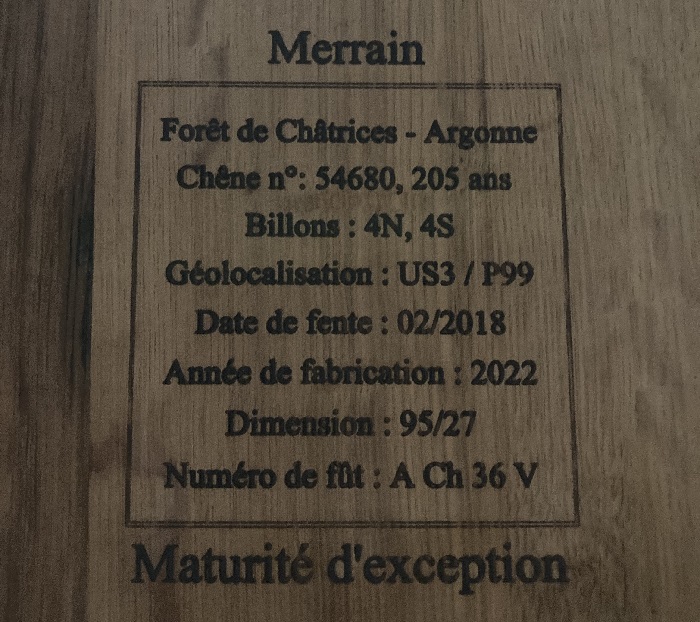 Merrain
Forêt de Châtrices - Argonne
Chêne n°: 54680, 205 ans
Billons : 4N, 4S
Géolocalisation : US3 / P99
Date de fente : 02/2018
Année de fabrication : 2022
Dimension : 95/27
Numéro de fût : A Ch 36 V
Maturité d'exception